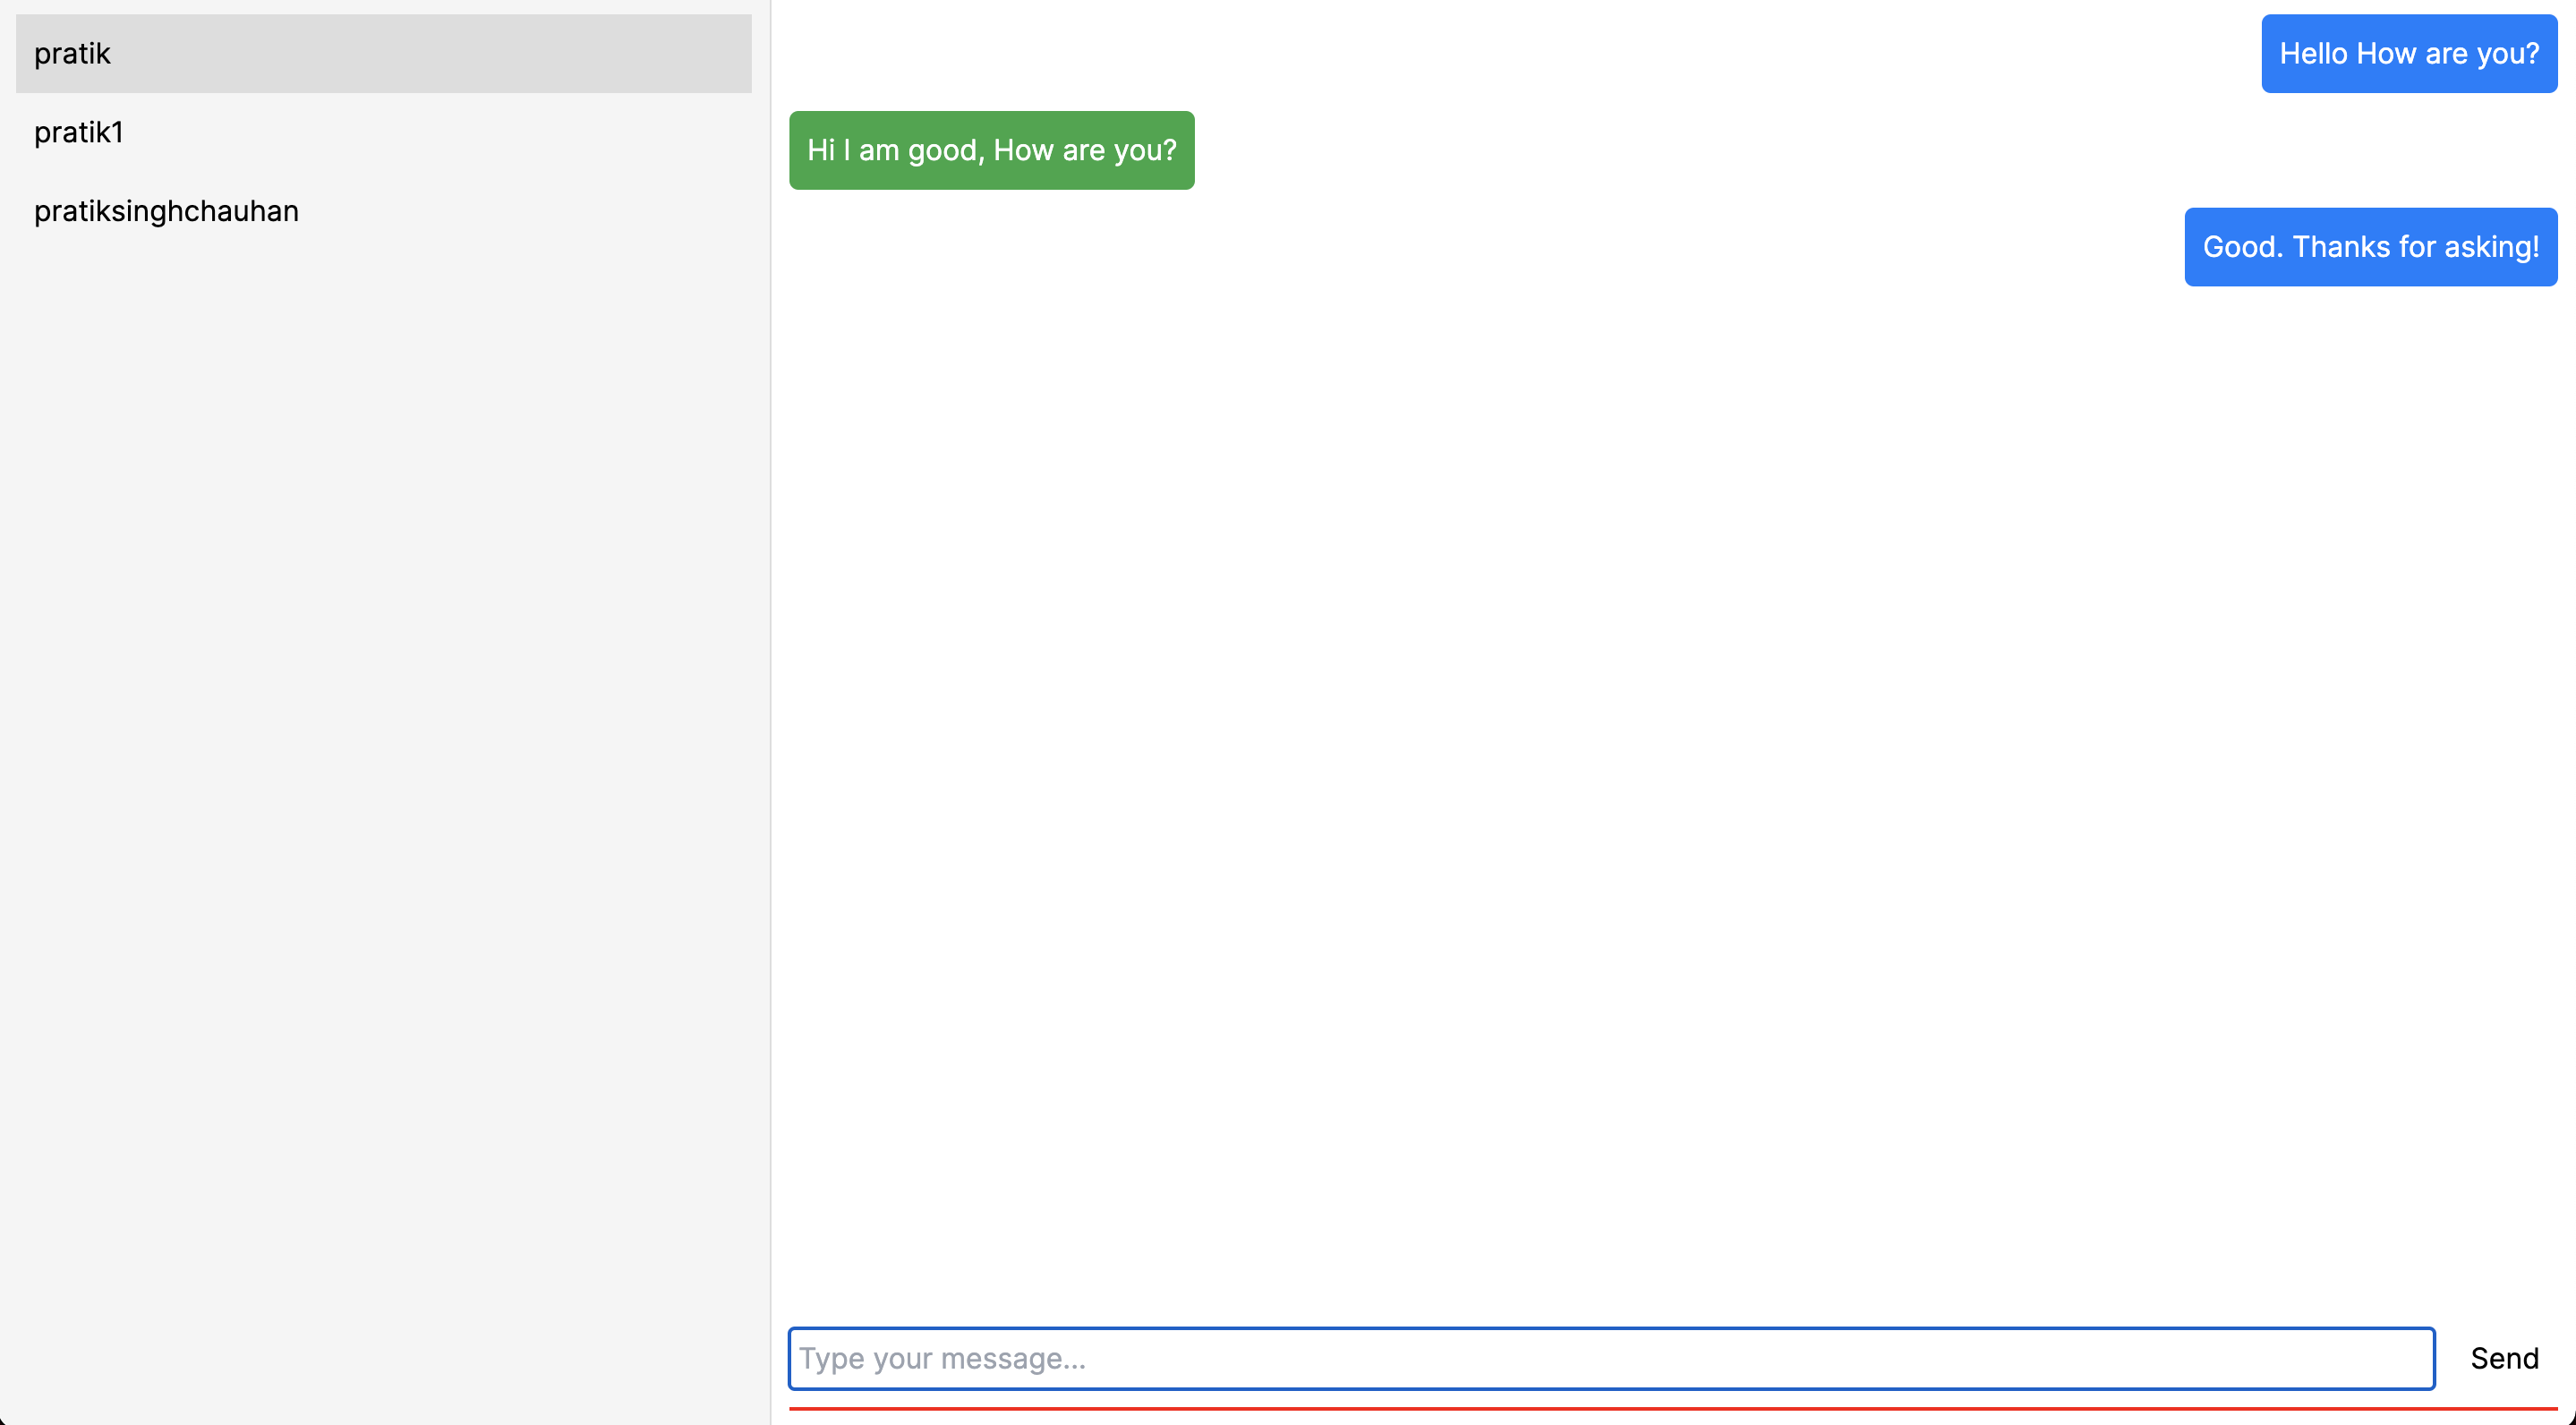 pratik
pratik1
pratiksinghchauhan
Hello How are you?
Hi I am good, How are you?
Good. Thanks for asking!
Type your message...
Send